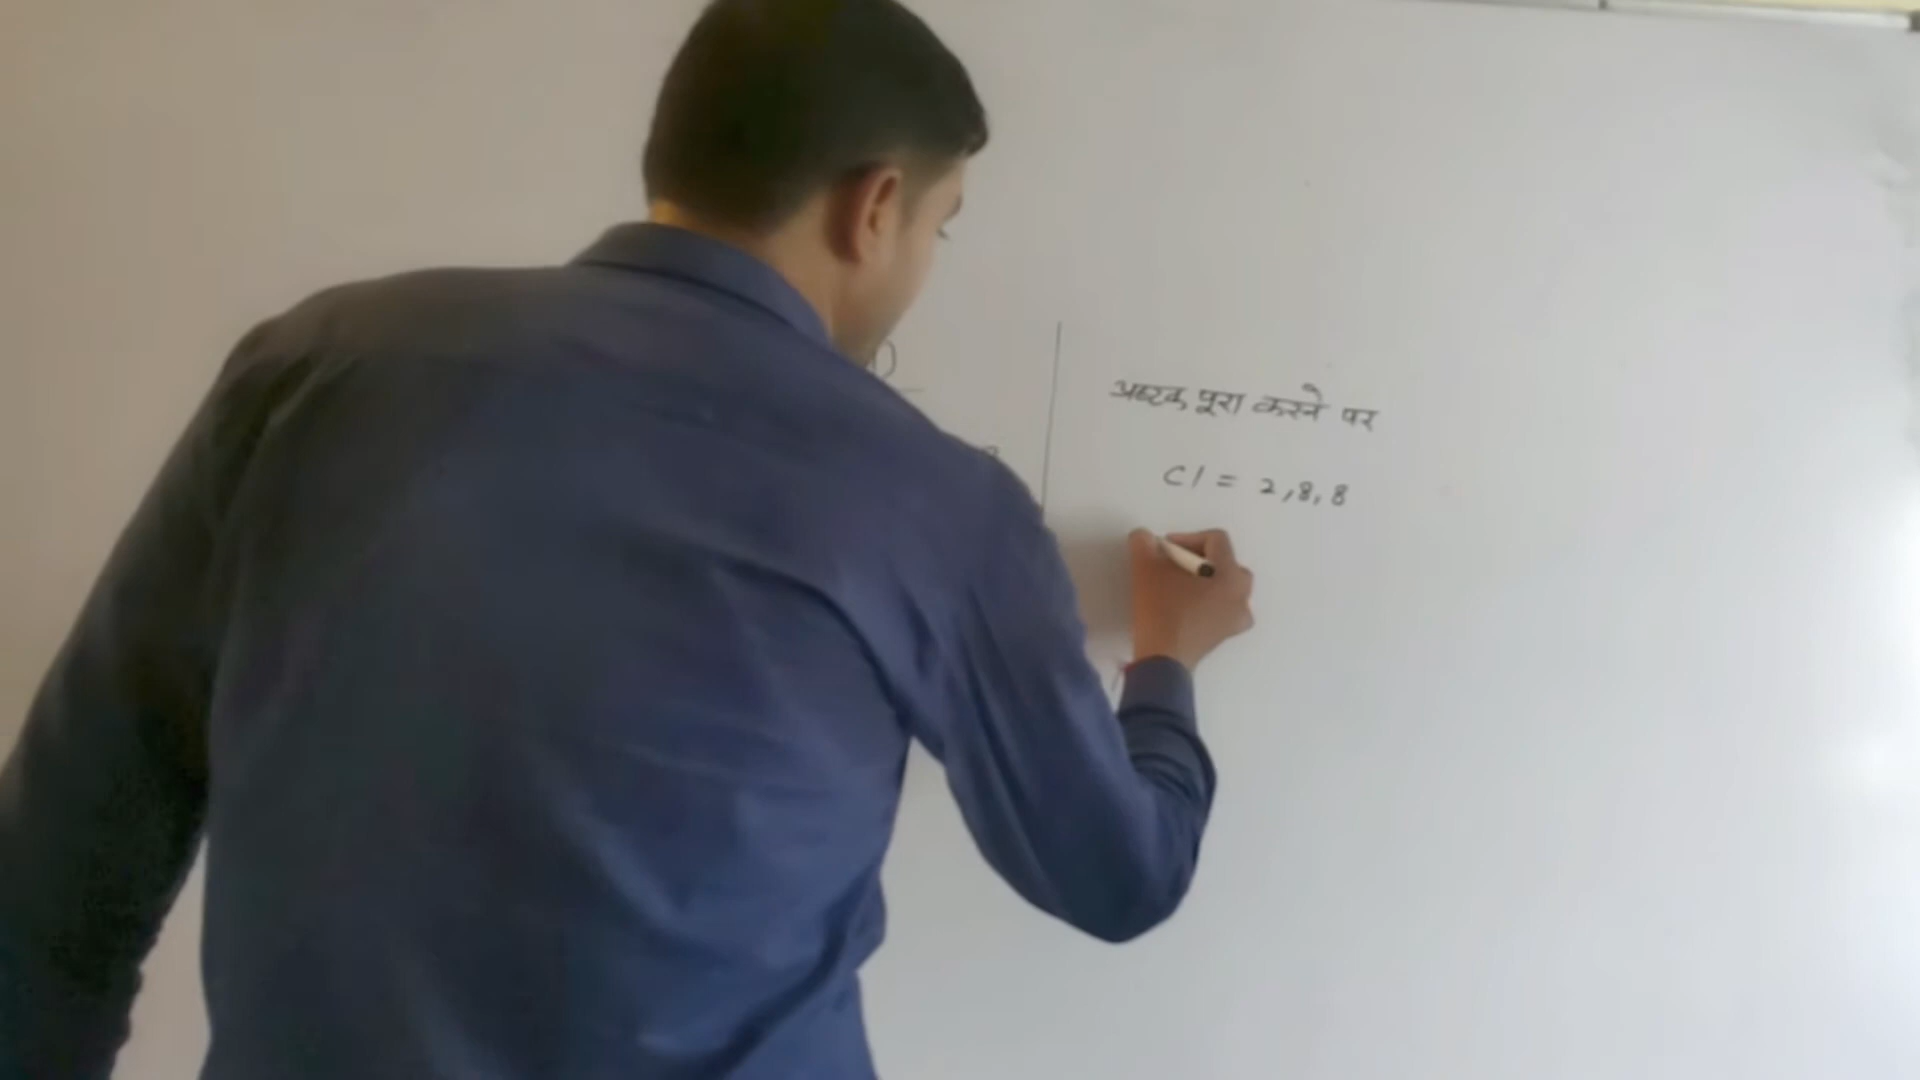 अष्टक पूरा करने पर
Cl = 2,8,8